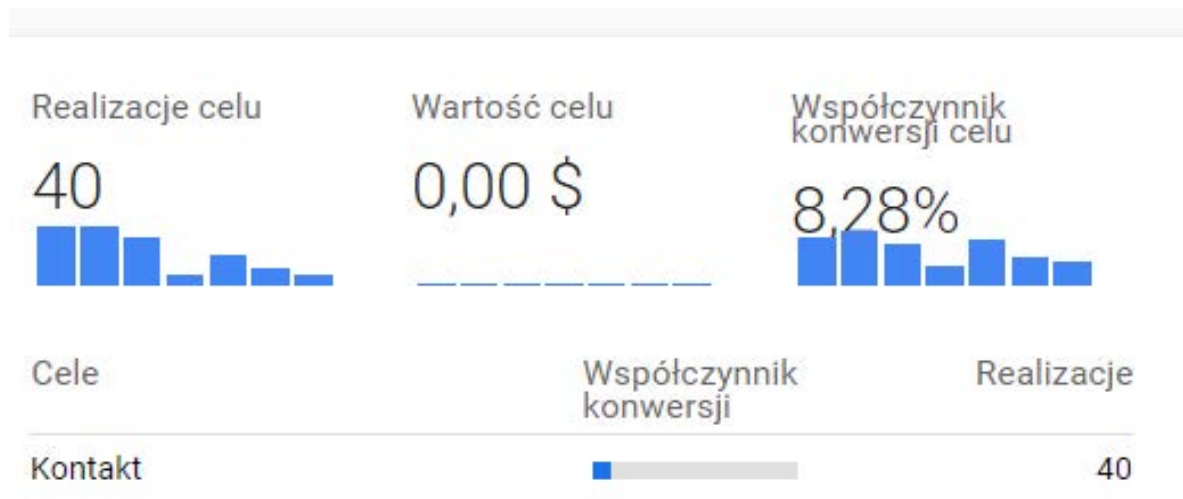 Realizacje celu
Wartość celu
Współczynnik
konwersji celu
40
0,00 $
8,28%
Cele
Współczynnik
konwersji
Realizacje
Kontakt
40